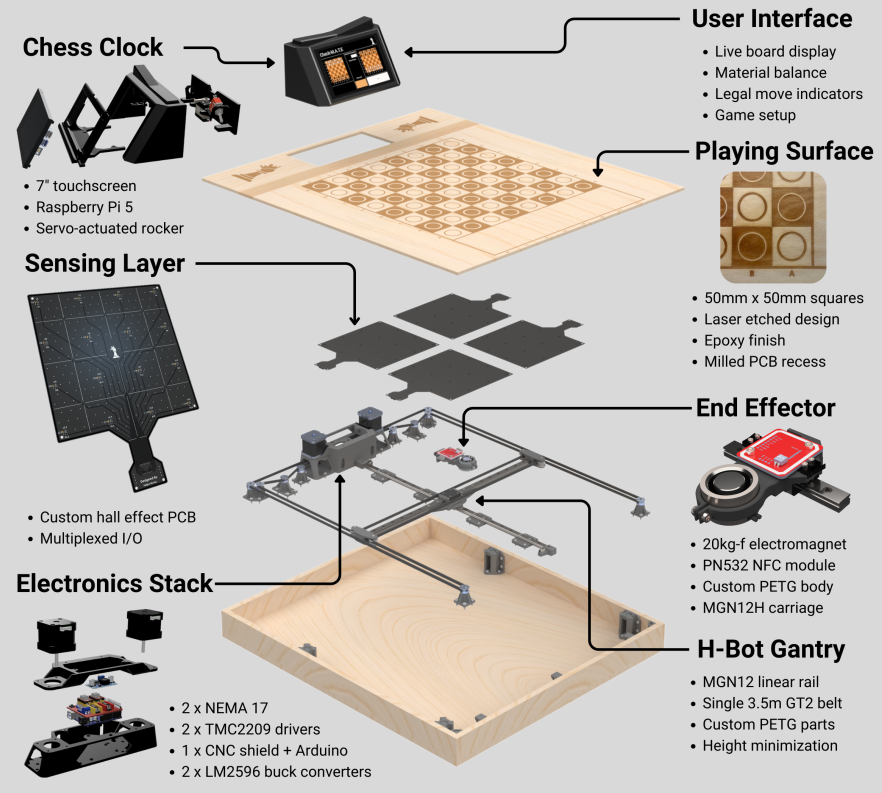 Chess Clock
7" touchscreen
Raspberry Pi 5
Servo-actuated rocker
User Interface
Live board display
Material balance
Legal move indicators
Game setup
Playing Surface
B A
50mm x 50mm squares
Laser etched design
Epoxy finish
Milled PCB recess
Sensing Layer
Custom hall effect PCB
Multiplexed I/O
End Effector
20kg-f electromagnet
PN532 NFC module
Custom PETG body
MGN12H carriage
Electronics Stack
2 x NEMA 17
2 x TMC2209 drivers
1 x CNC shield + Arduino
2 x LM2596 buck converters
H-Bot Gantry
MGN12 linear rail
Single 3.5m GT2 belt
Custom PETG parts
Height minimization